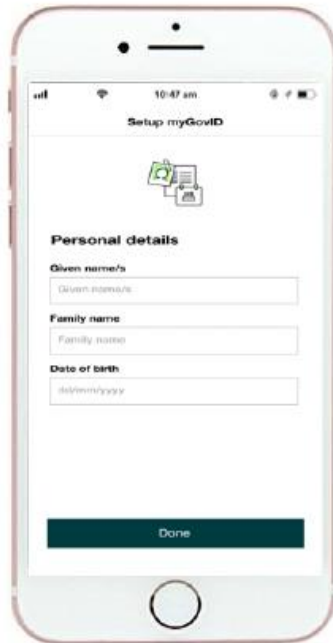 10:47 am
Setup myGovID
Personal details
Given name/s
Given name/s
Family name
Family name
Date of birth
dd/mm/yyyy
Done